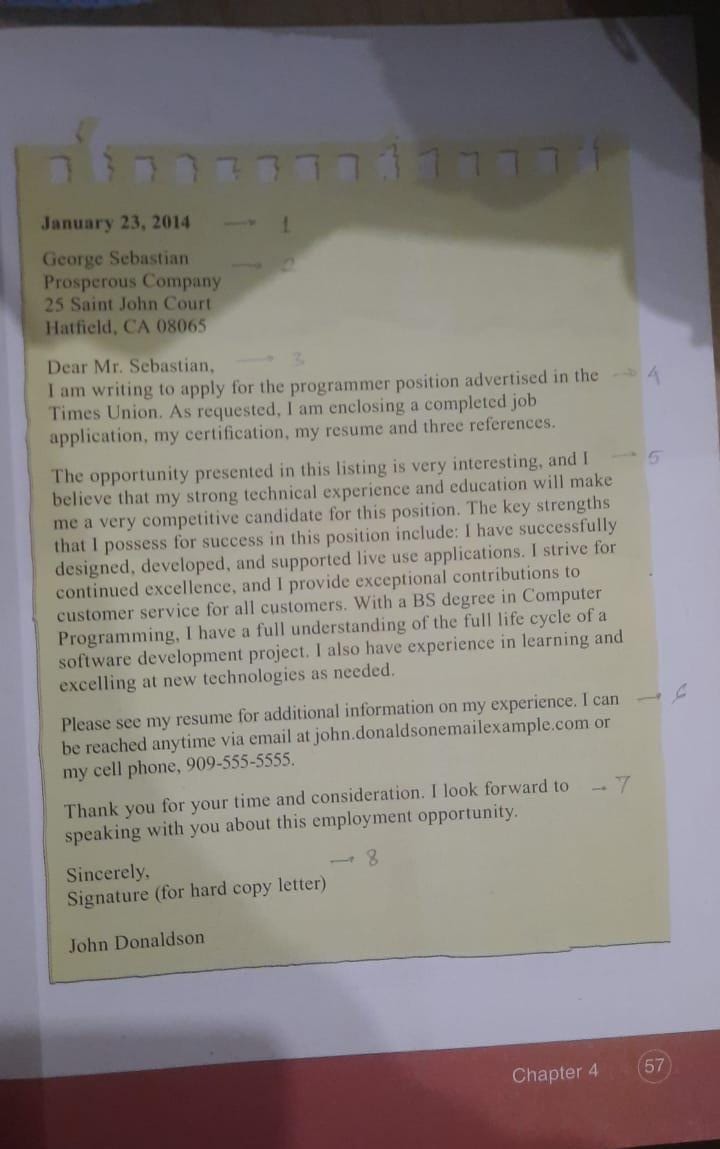 January 23, 2014 → 1
George Sebastian → 2
Prosperous Company
25 Saint John Court
Hatfield, CA 08065
Dear Mr. Sebastian, → 3
I am writing to apply for the programmer position advertised in the → 4
Times Union. As requested, I am enclosing a completed job
application, my certification, my resume and three references.
The opportunity presented in this listing is very interesting, and I → 5
believe that my strong technical experience and education will make
me a very competitive candidate for this position. The key strengths
that I possess for success in this position include: I have successfully
designed, developed, and supported live use applications. I strive for
continued excellence, and I provide exceptional contributions to
customer service for all customers. With a BS degree in Computer
Programming, I have a full understanding of the full life cycle of a
software development project. I also have experience in learning and
excelling at new technologies as needed.
Please see my resume for additional information on my experience. I can → 6
be reached anytime via email at john.donaldsonemailexample.com or
my cell phone, 909-555-5555.
Thank you for your time and consideration. I look forward to → 7
speaking with you about this employment opportunity.
Sincerely, → 8
Signature (for hard copy letter)
John Donaldson
Chapter 4 57